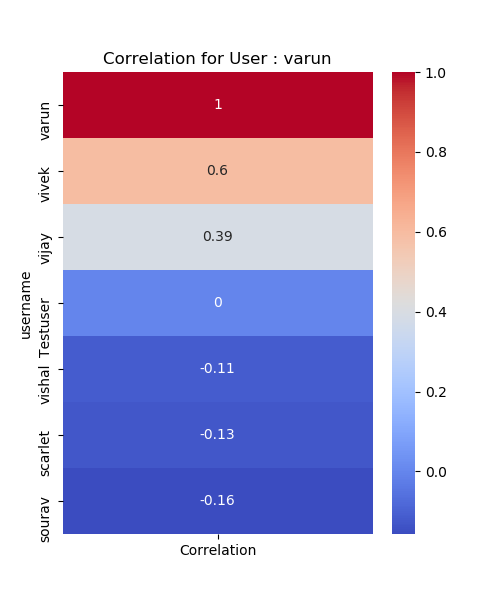 Correlation for User : varun
username
varun
1
vivek
0.6
vijay
0.39
Testuser
0
vishal
-0.11
scarlet
-0.13
sourav
-0.16
Correlation
1.0
0.8
0.6
0.4
0.2
0.0